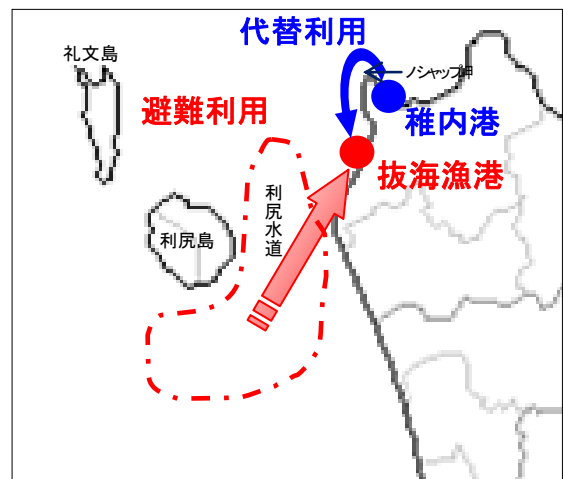 代替利用
礼文島
ノシャップ岬
避難利用
稚内港
抜海漁港
利尻水道
利尻島